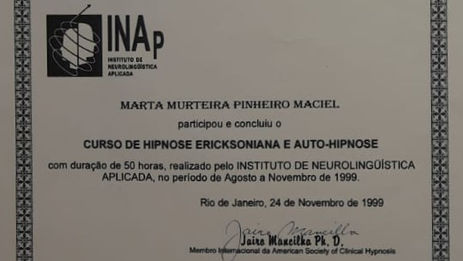 INAp
INSTITUTO DE
NEUROLINGÜÍSTICA
APLICADA
MARTA MURTEIRA PINHEIRO MACIEL
participou e concluiu o
CURSO DE HIPNOSE ERICKSONIANA E AUTO-HIPNOSE
com duração de 50 horas, realizado pelo INSTITUTO DE NEUROLINGÜÍSTICA
APLICADA, no período de Agosto a Novembro de 1999.
Rio de Janeiro, 24 de Novembro de 1999
Jairo Mancilha
Jairo Mancilha Ph. D.
Membro Internacional da American Society of Clinical Hypnosis